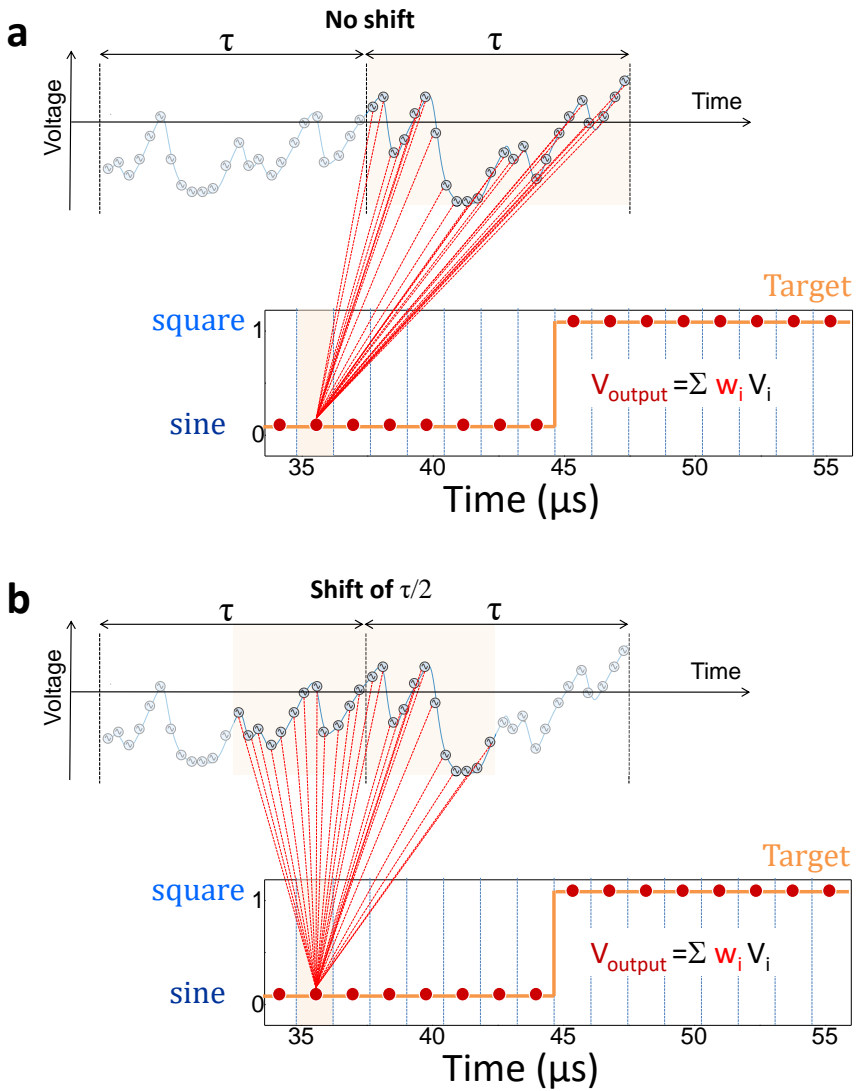 a
No shift
τ τ
Voltage
Time
Target
square 1
V_output =Σ w_i V_i
sine 0
35 40 45 50 55
Time (μs)
b
Shift of τ/2
τ τ
Voltage
Time
Target
square 1
V_output =Σ w_i V_i
sine 0
35 40 45 50 55
Time (μs)